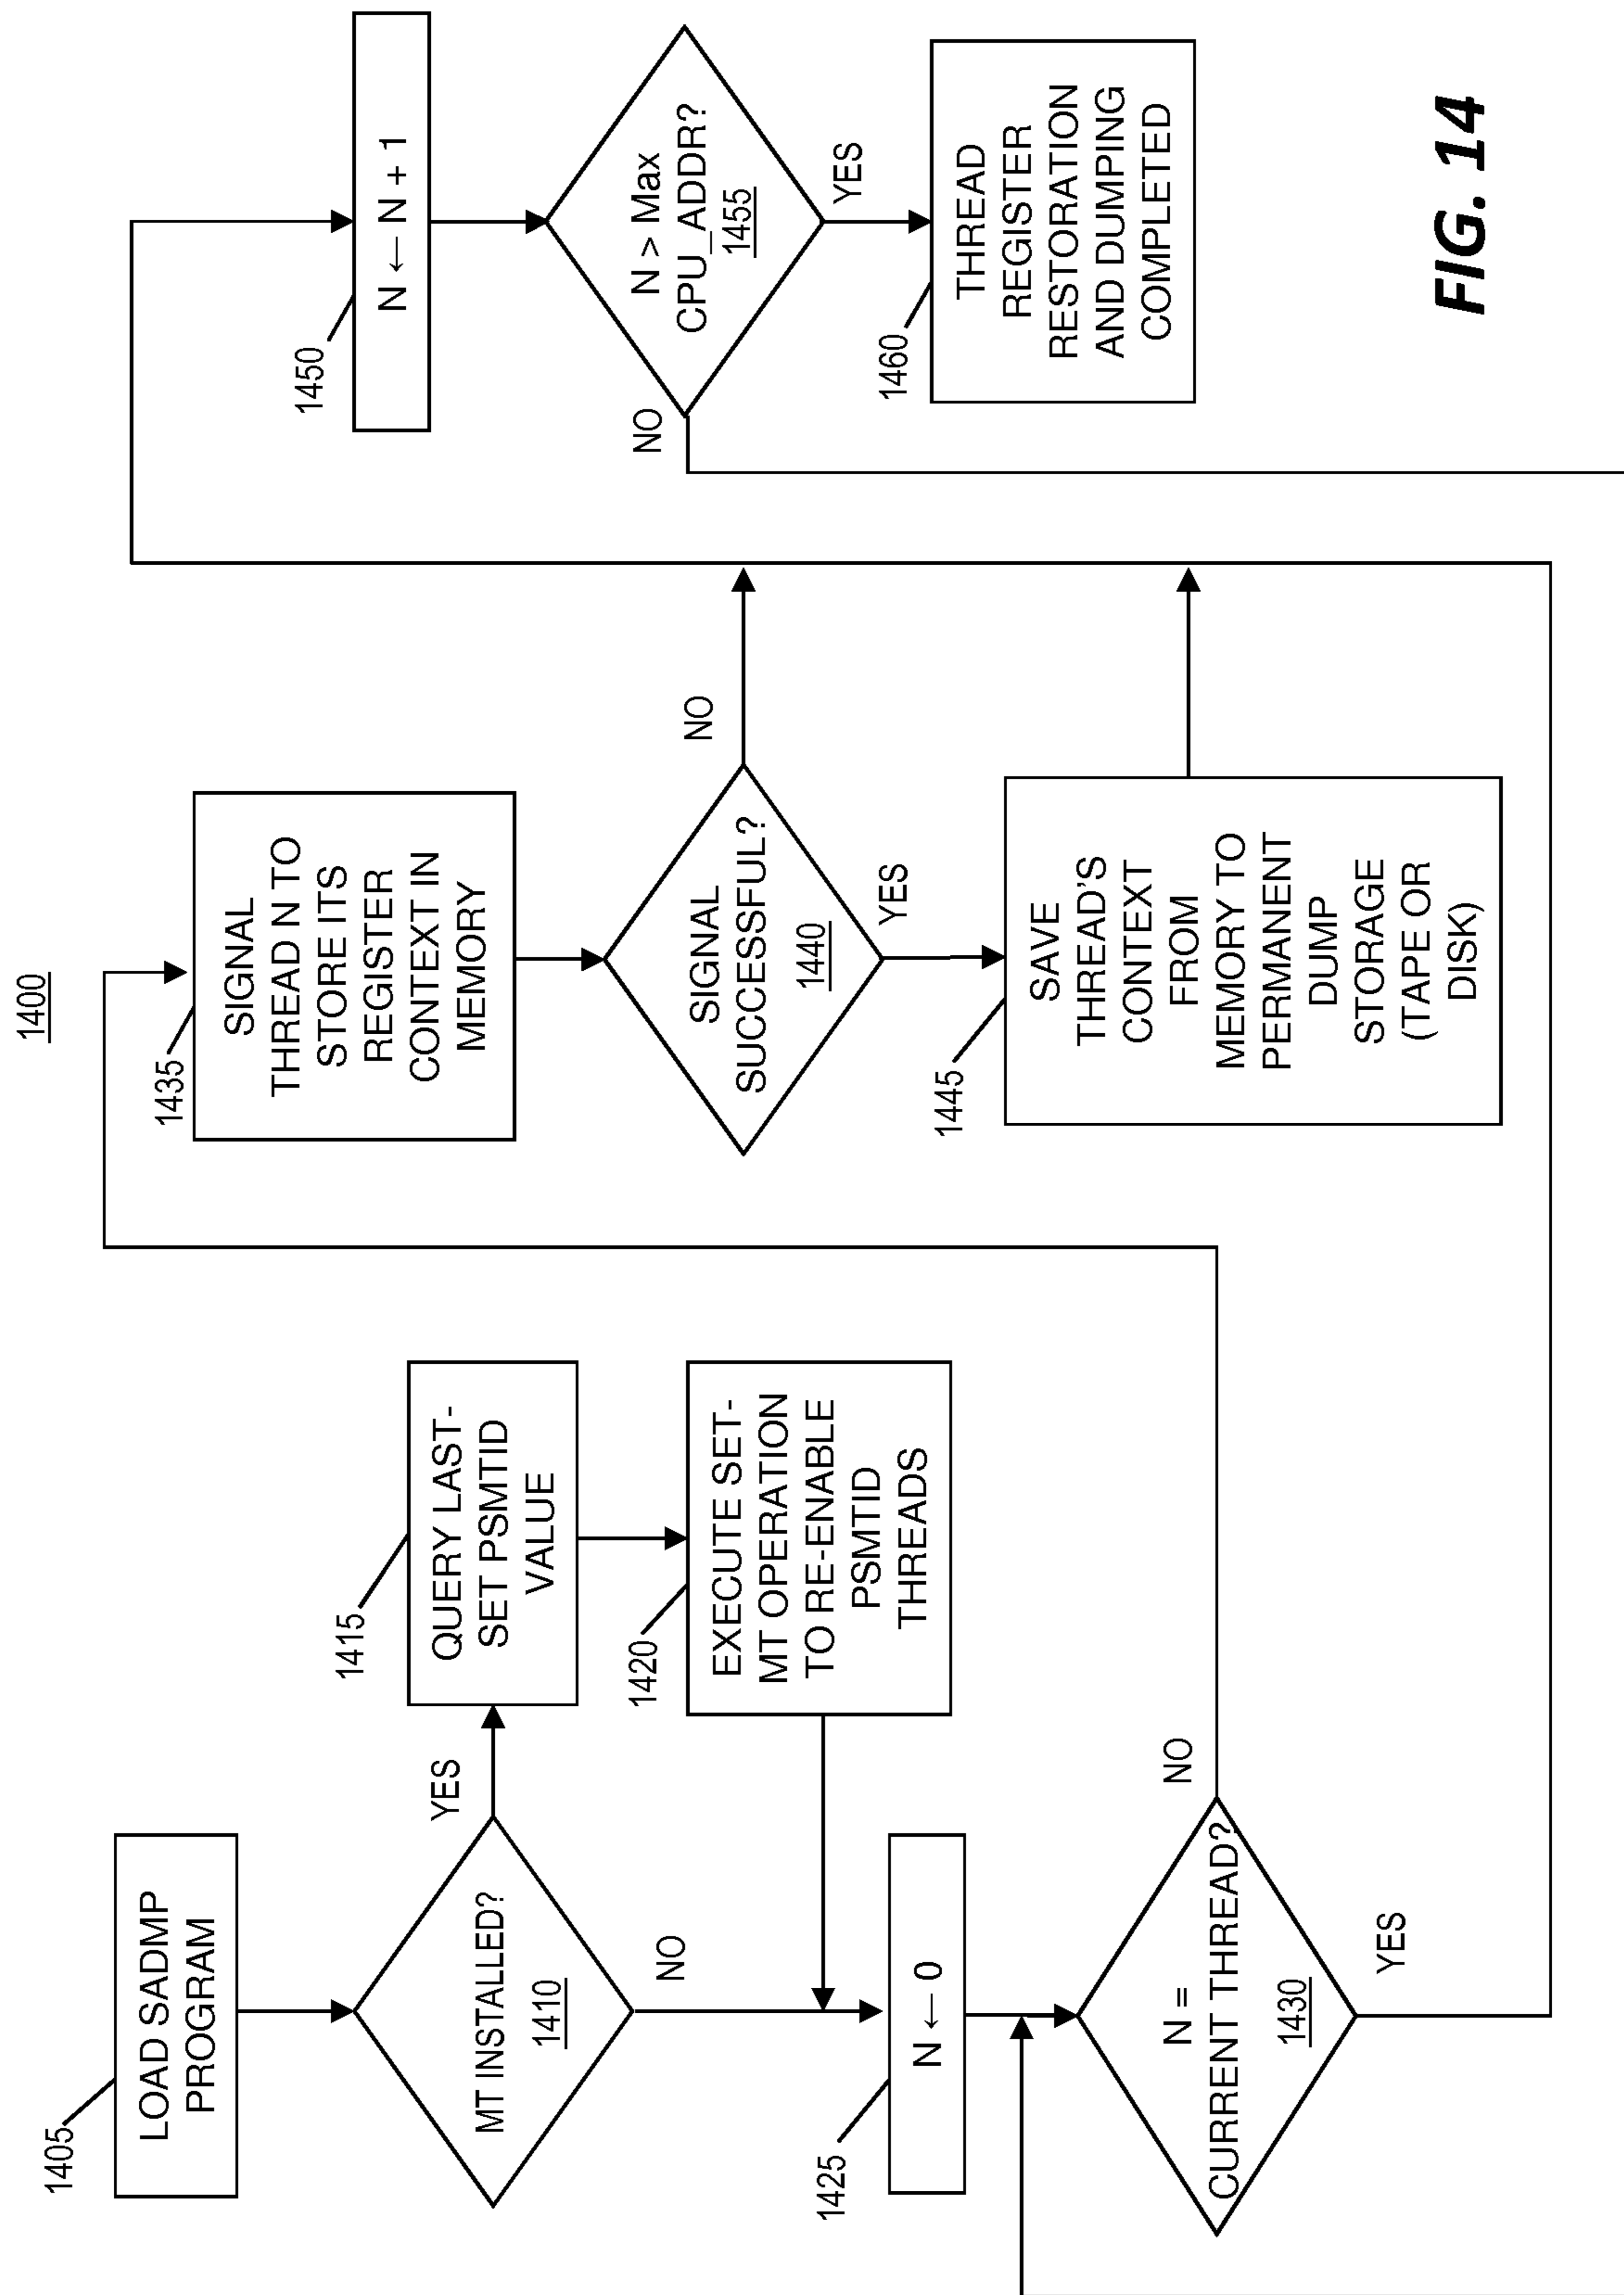 1400
1405
LOAD SADMP
PROGRAM
MT INSTALLED?
1410
YES
NO
1415
QUERY LAST-
SET PSMTID
VALUE
1420
EXECUTE SET-
MT OPERATION
TO RE-ENABLE
PSMTID
THREADS
1425
N ← 0
N =
CURRENT THREAD?
1430
NO
YES
1435
SIGNAL
THREAD N TO
STORE ITS
REGISTER
CONTEXT IN
MEMORY
SIGNAL
SUCCESSFUL?
1440
NO
YES
1445
SAVE
THREAD'S
CONTEXT
FROM
MEMORY TO
PERMANENT
DUMP
STORAGE
(TAPE OR
DISK)
1450
N ← N + 1
N > Max
CPU_ADDR?
1455
NO
YES
1460
THREAD
REGISTER
RESTORATION
AND DUMPING
COMPLETED
FIG. 14